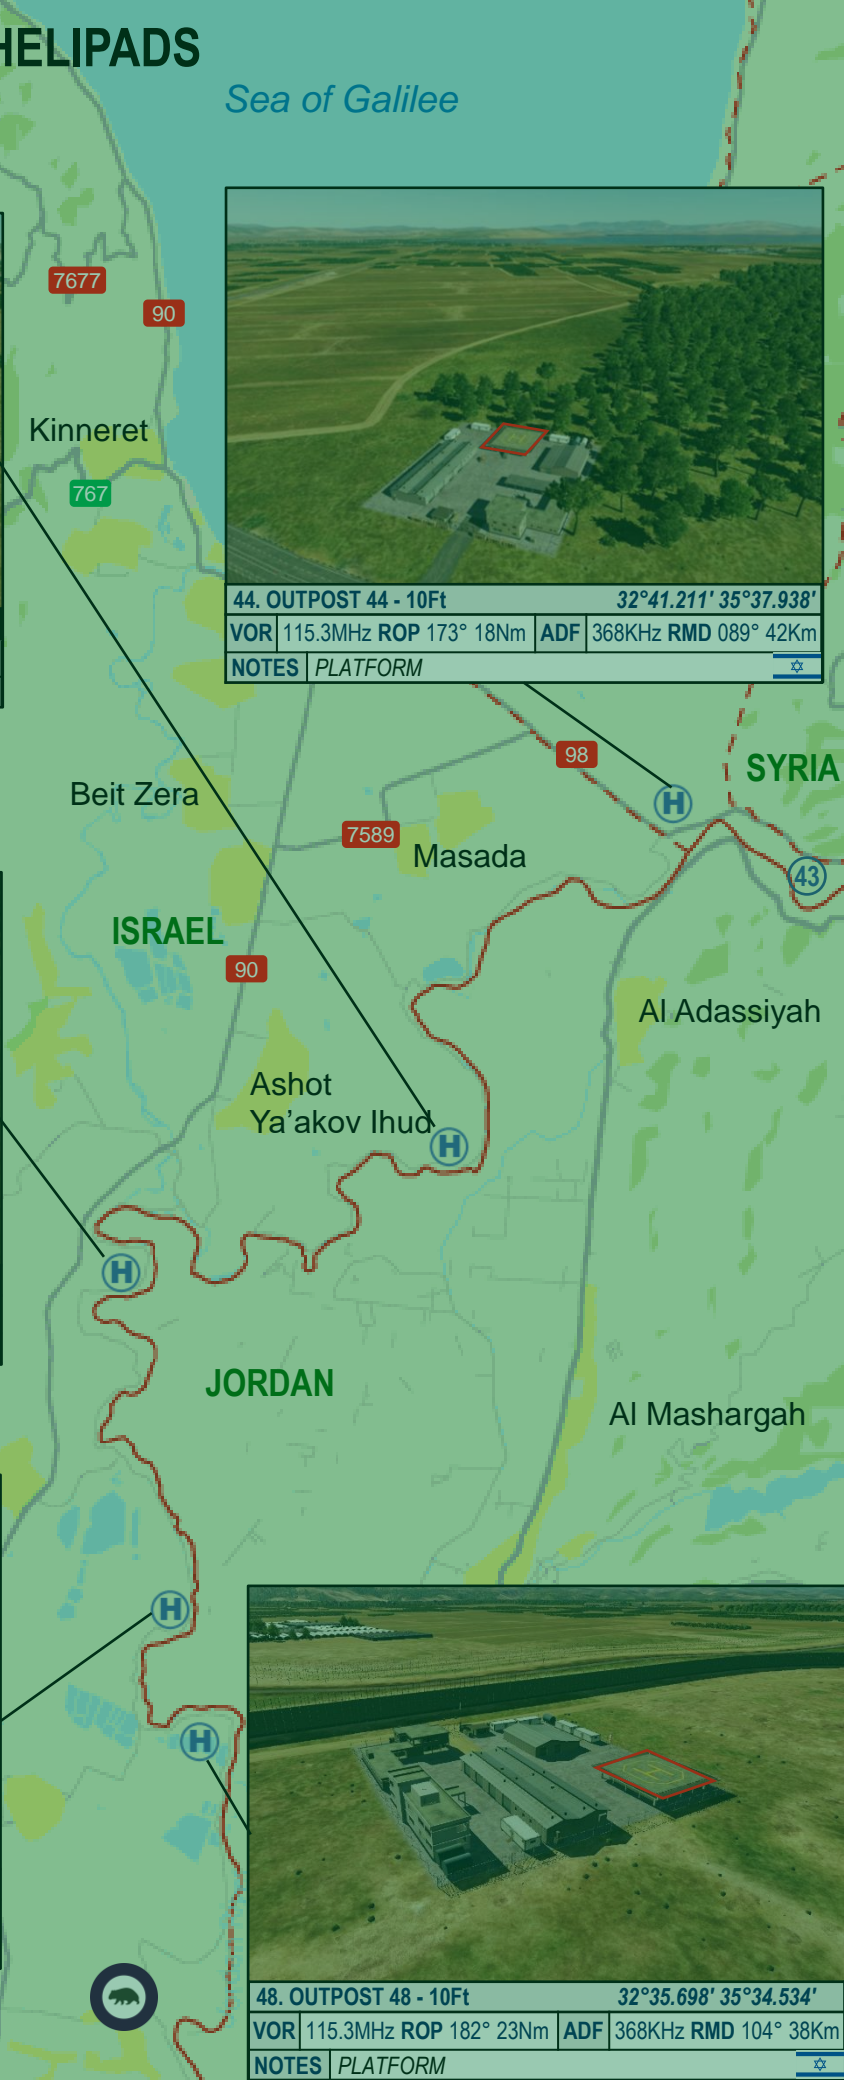 HELIPADS
Sea of Galilee
7677
90
Kinneret
767
44. OUTPOST 44 - 10Ft 32°41.211' 35°37.938'
VOR 115.3MHz ROP 173° 18Nm ADF 368KHz RMD 089° 42Km
NOTES PLATFORM
98
SYRIA
H
Beit Zera
7589
Masada
43
ISRAEL
90
Al Adassiyah
Ashot
Ya'akov Ihud
H
H
JORDAN
Al Mashargah
H
H
48. OUTPOST 48 - 10Ft 32°35.698' 35°34.534'
VOR 115.3MHz ROP 182° 23Nm ADF 368KHz RMD 104° 38Km
NOTES PLATFORM